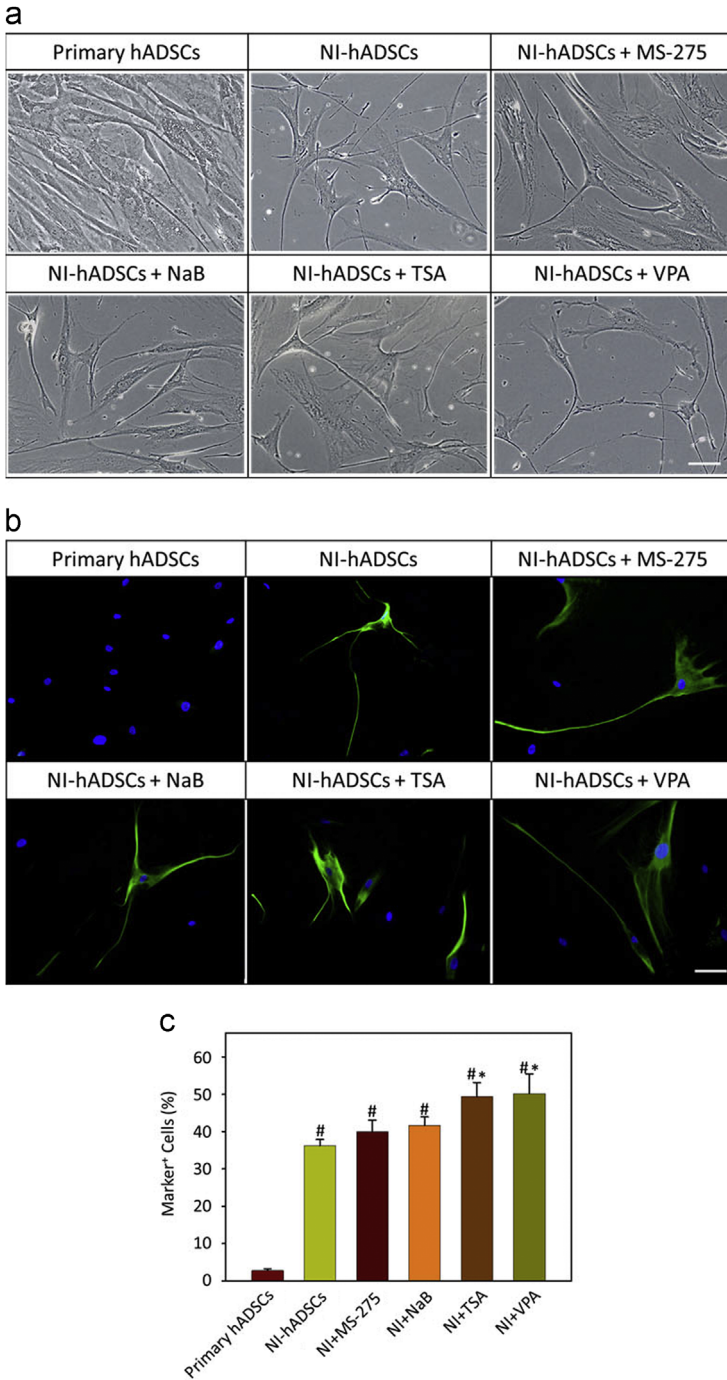 a
Primary hADSCs NI-hADSCs NI-hADSCs + MS-275
NI-hADSCs + NaB NI-hADSCs + TSA NI-hADSCs + VPA
b
Primary hADSCs NI-hADSCs NI-hADSCs + MS-275
NI-hADSCs + NaB NI-hADSCs + TSA NI-hADSCs + VPA
c
Marker⁺ Cells (%)
60
50
40
30
20
10
0
# # # #* #*
Primary hADSCs
NI-hADSCs
NI+MS-275
NI+NaB
NI+TSA
NI+VPA